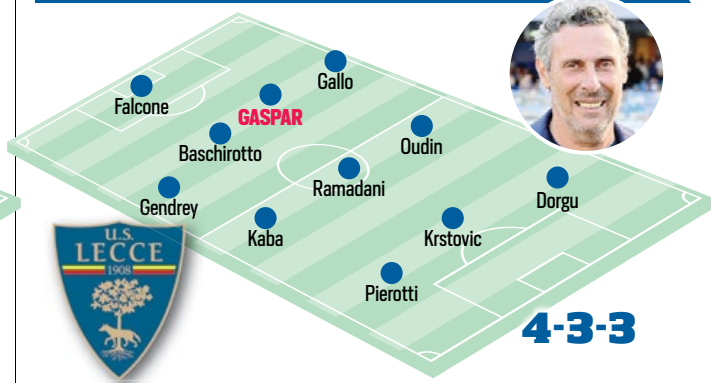 Gallo
Falcone
GASPAR
Oudin
Baschirotto
Ramadani
Dorgu
Gendrey
Kaba
Krstovic
Pierotti
U.S.
LECCE
1908
4-3-3